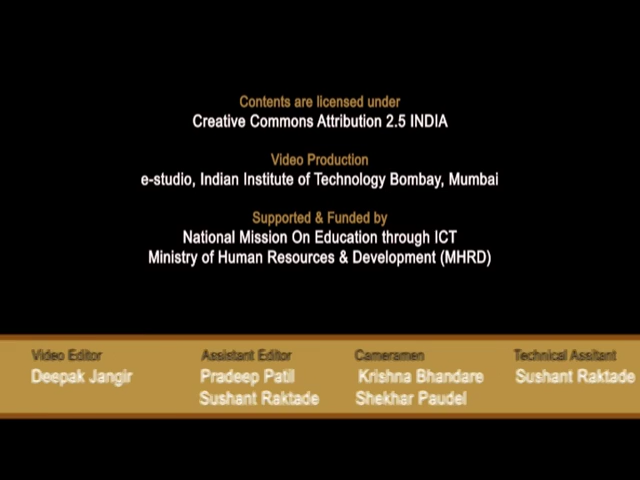 Contents are licensed under
Creative Commons Attribution 2.5 INDIA
Video Production
e-studio, Indian Institute of Technology Bombay, Mumbai
Supported & Funded by
National Mission On Education through ICT
Ministry of Human Resources & Development (MHRD)
Video Editor
Deepak Jangir
Assistant Editor
Pradeep Patil
Sushant Raktade
Cameramen
Krishna Bhandare
Shekhar Paudel
Technical Assitant
Sushant Raktade